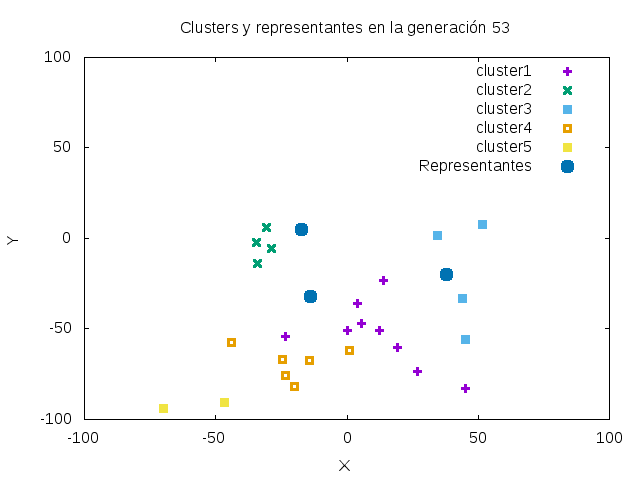 Clusters y representantes en la generación 53
100
50
0
-50
-100
-100
-50
0
50
100
Y
X
cluster1
cluster2
cluster3
cluster4
cluster5
Representantes